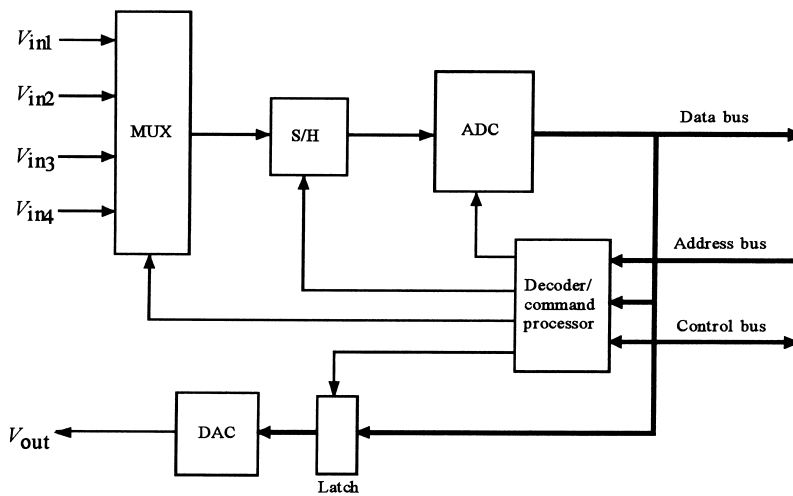 Vin1
Vin2
Vin3
Vin4
MUX
S/H
ADC
Data bus
Address bus
Decoder/
command
processor
Control bus
Vout
DAC
Latch